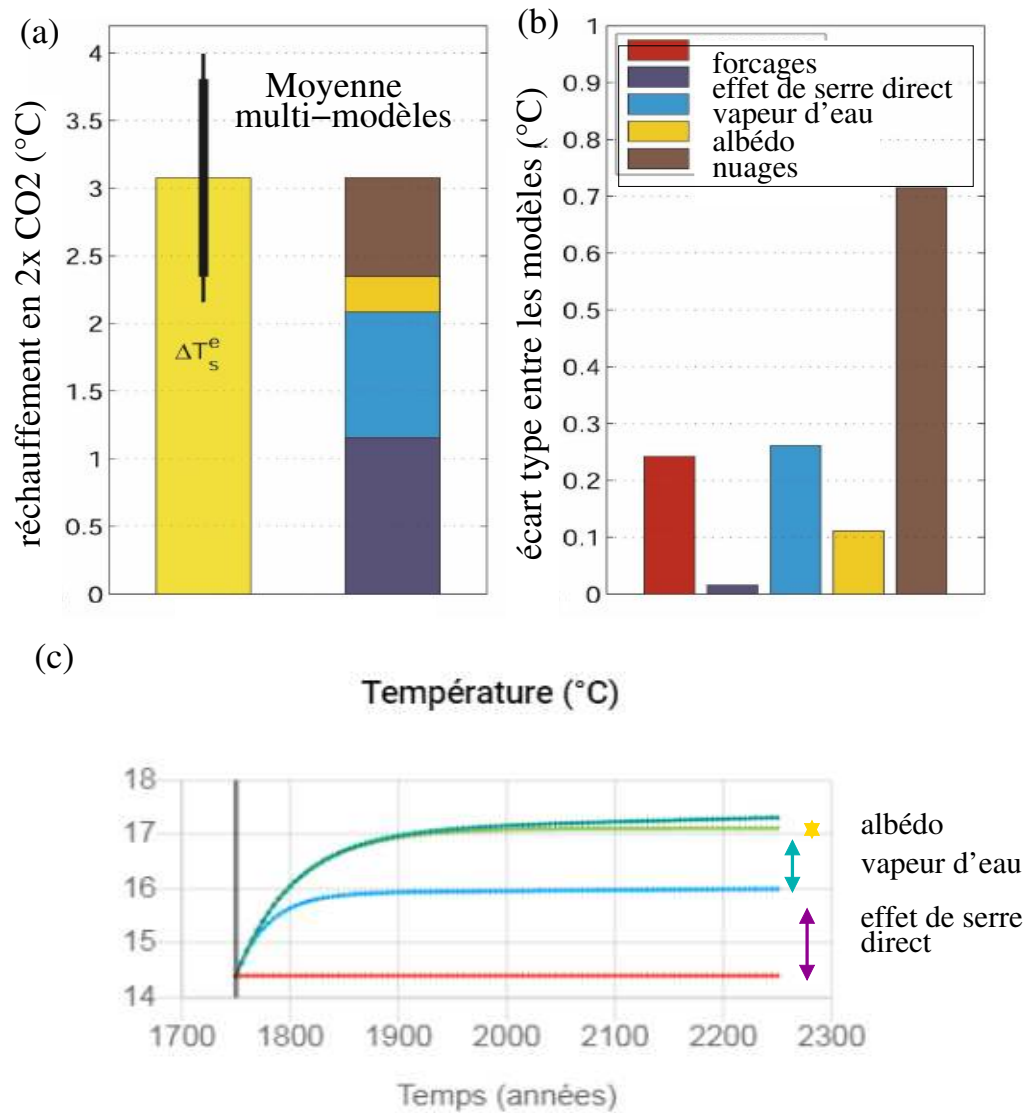 (a)
réchauffement en 2x CO2 (°C)
4
3.5
3
2.5
2
1.5
1
0.5
0
Moyenne
multi−modèles
ΔT_s^e
(b)
écart type entre les modèles (°C)
1
0.9
0.8
0.7
0.6
0.5
0.4
0.3
0.2
0.1
0
forcages
effet de serre direct
vapeur d'eau
albédo
nuages
(c)
Température (°C)
18
17
16
15
14
1700 1800 1900 2000 2100 2200 2300
Temps (années)
albédo
vapeur d'eau
effet de serre
direct